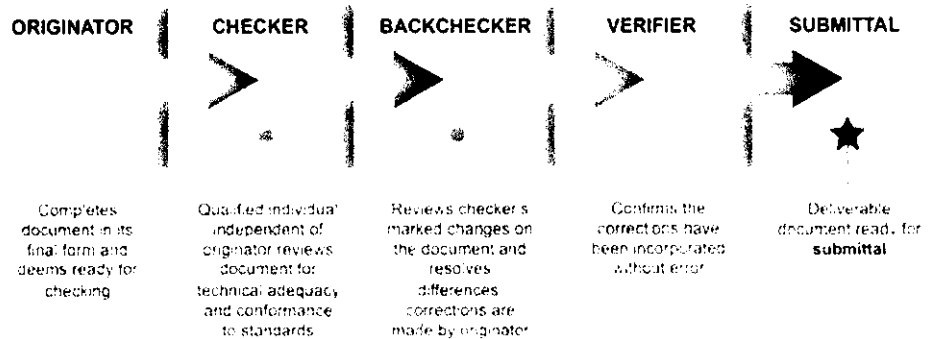 ORIGINATOR
CHECKER
BACKCHECKER
VERIFIER
SUBMITTAL
Completes
document in its
final form and
deems ready for
checking
Qualified individual
independent of
originator reviews
document for
technical adequacy
and conformance
to standards
Reviews checker's
marked changes on
the document and
resolves
differences
corrections are
made by originator
Confirms the
corrections have
been incorporated
without error
Deliverable
document ready for
submittal